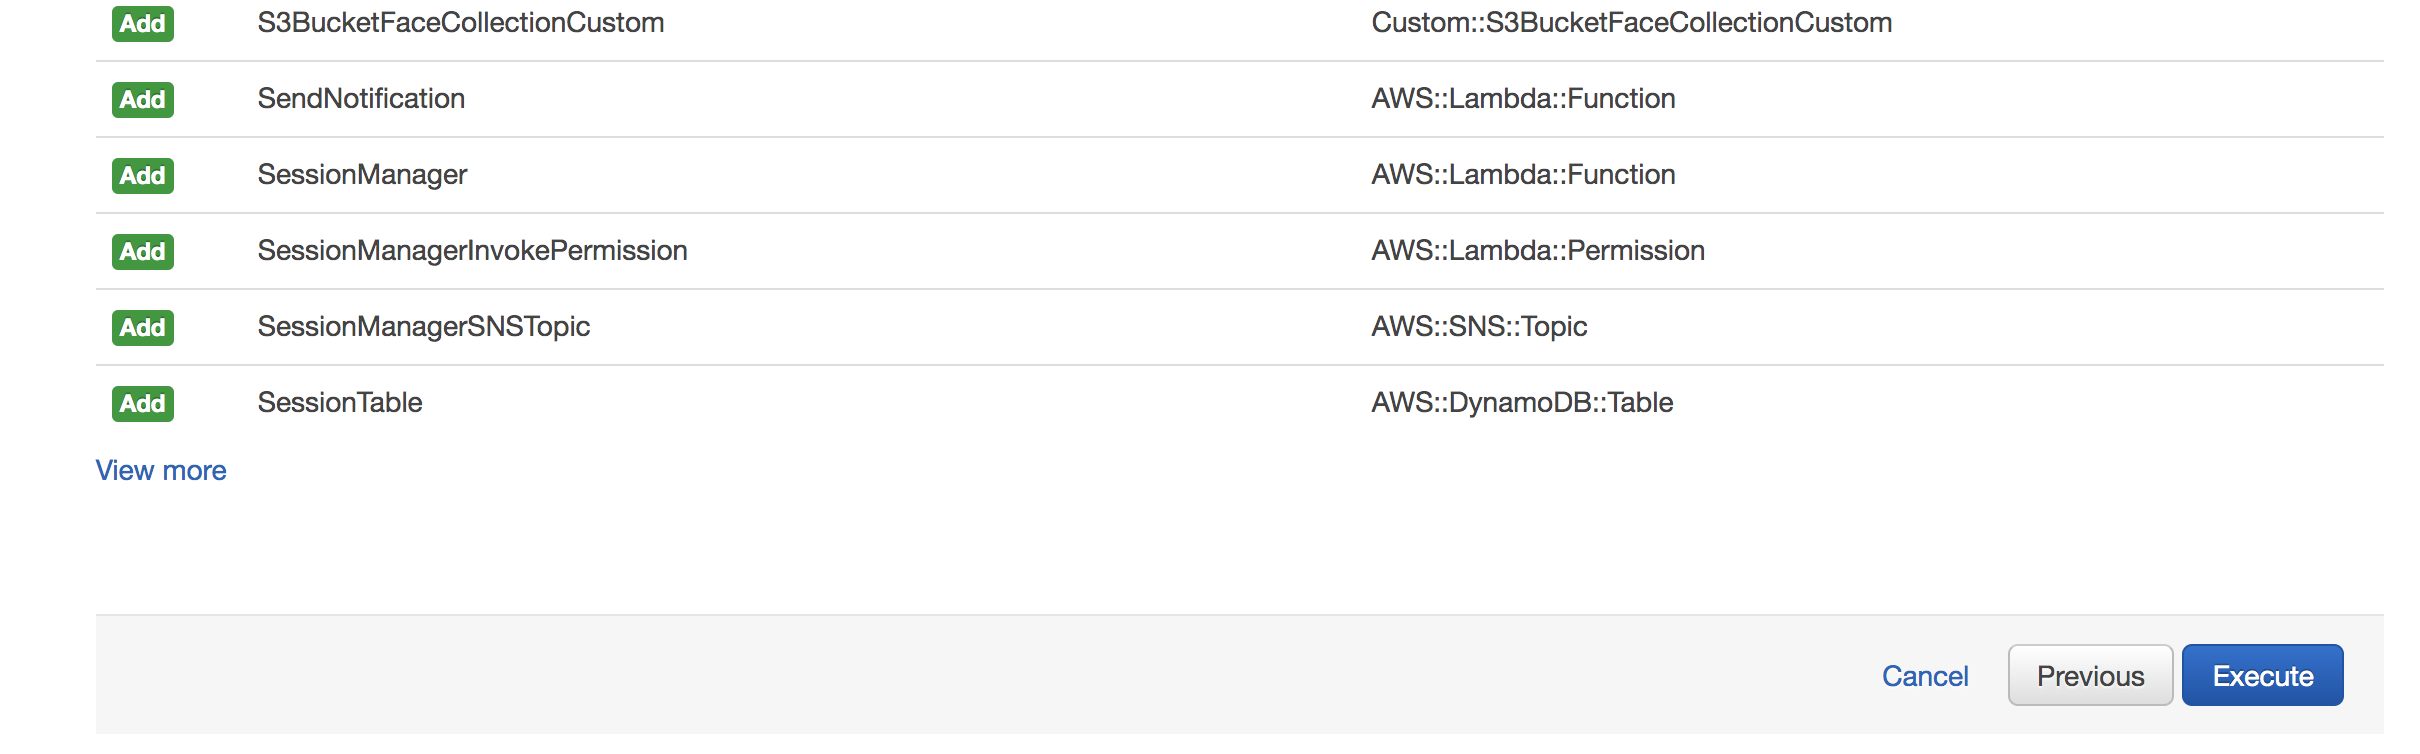 Add S3BucketFaceCollectionCustom Custom::S3BucketFaceCollectionCustom
Add SendNotification AWS::Lambda::Function
Add SessionManager AWS::Lambda::Function
Add SessionManagerInvokePermission AWS::Lambda::Permission
Add SessionManagerSNSTopic AWS::SNS::Topic
Add SessionTable AWS::DynamoDB::Table
View more
Cancel Previous Execute